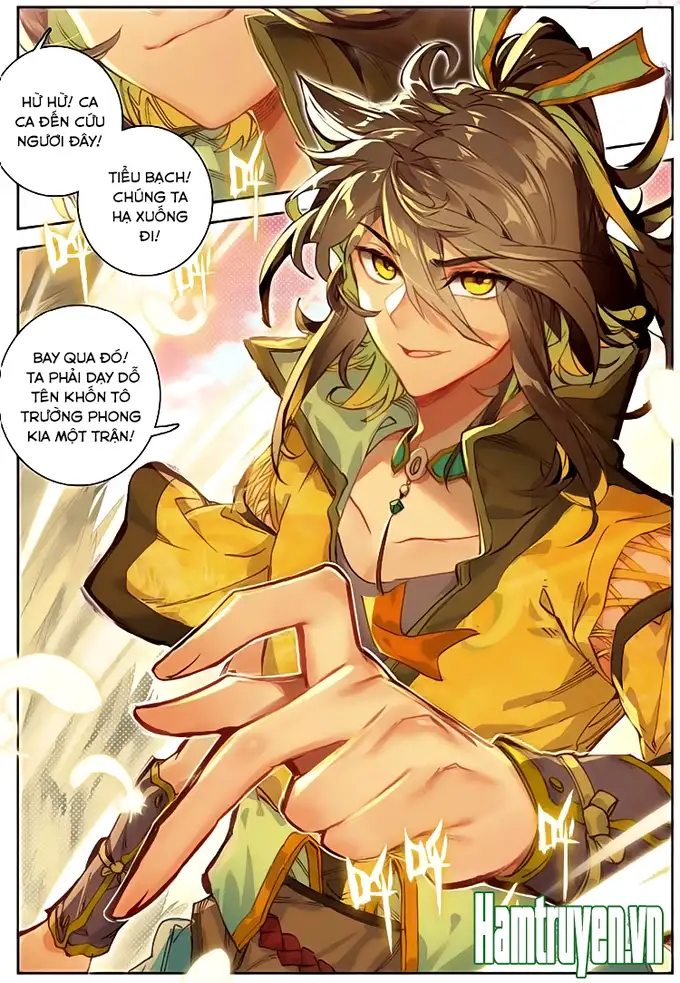 HỪ HỪ! CA
CA ĐẾN CỨU
NGƯƠI ĐÂY!
TIỂU BẠCH!
CHÚNG TA
HẠ XUỐNG
ĐI!
BAY QUA ĐÓ!
TA PHẢI DẠY DỖ
TÊN KHỐN TÔ
TRƯỜNG PHONG
KIA MỘT TRẬN!
Hamtruyen.vn